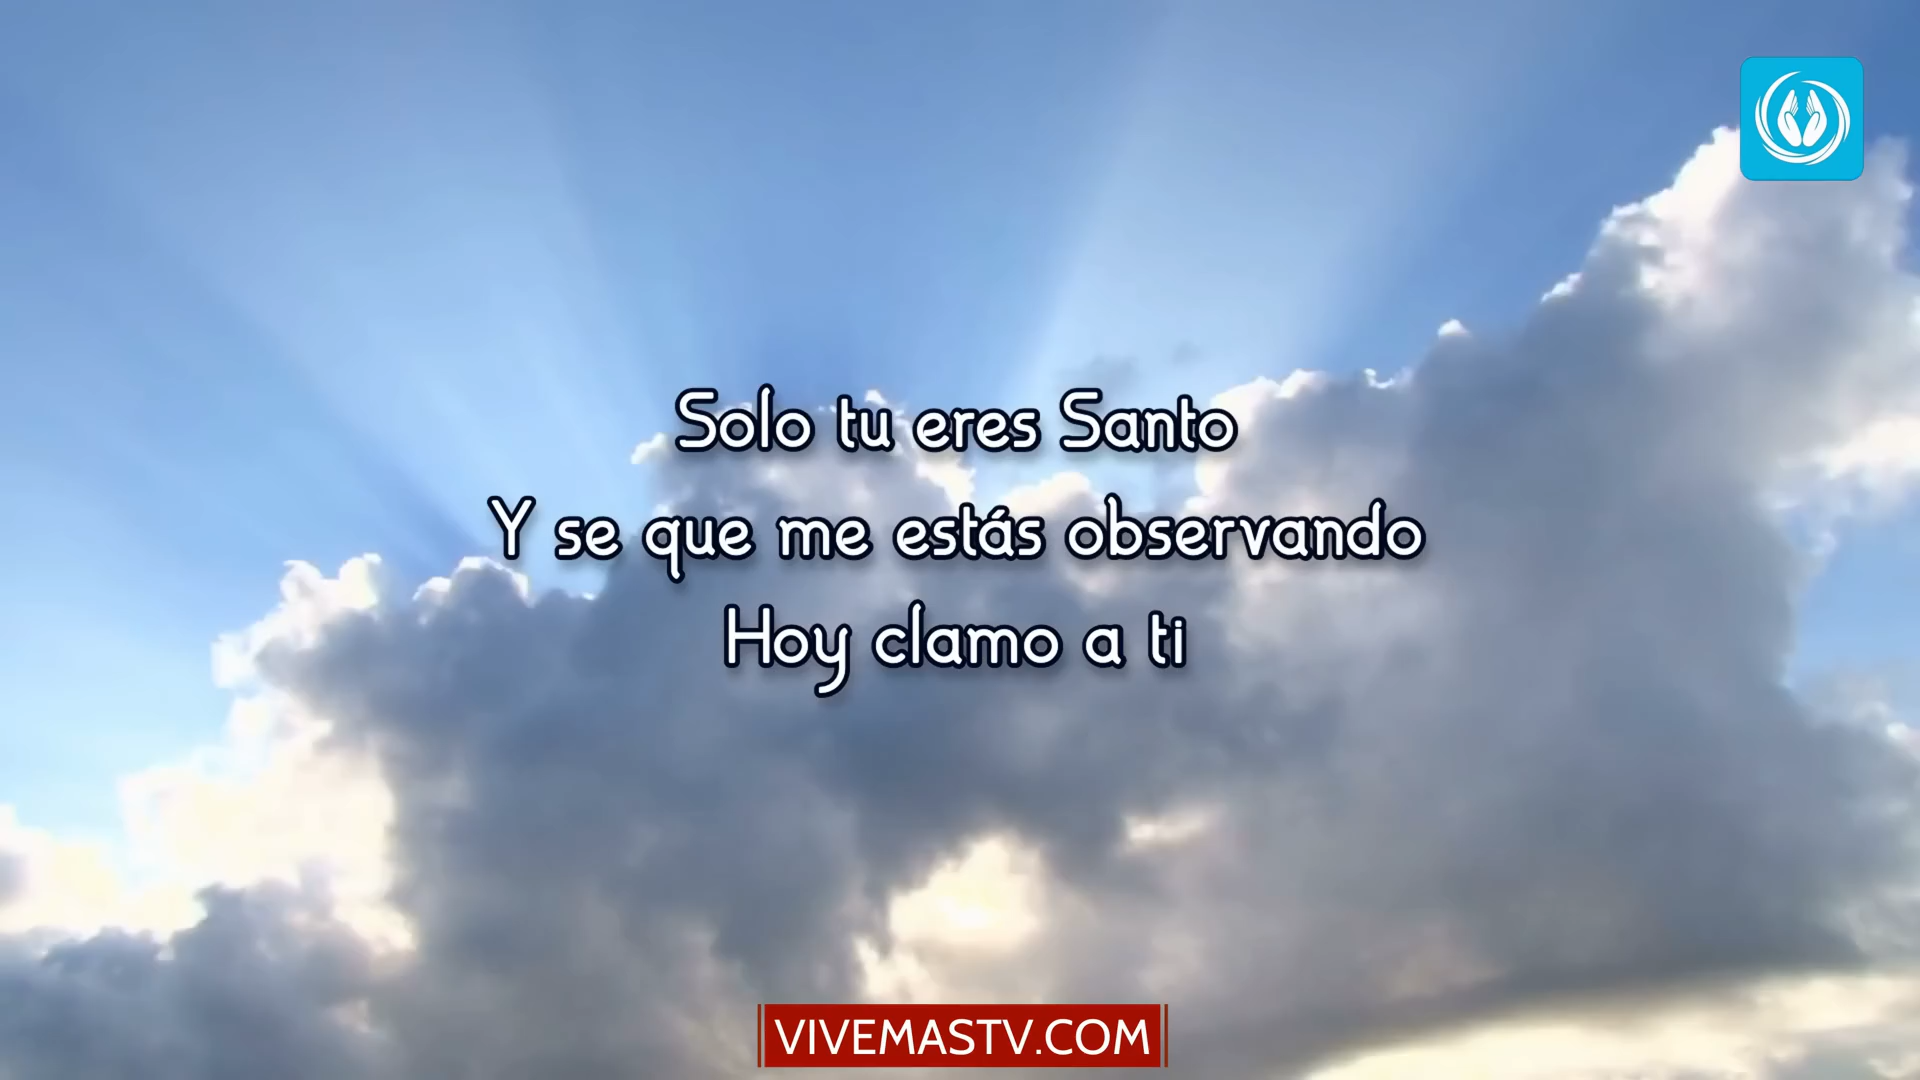 Solo tu eres Santo
Y se que me estás observando
Hoy clamo a ti
VIVEMASTV.COM